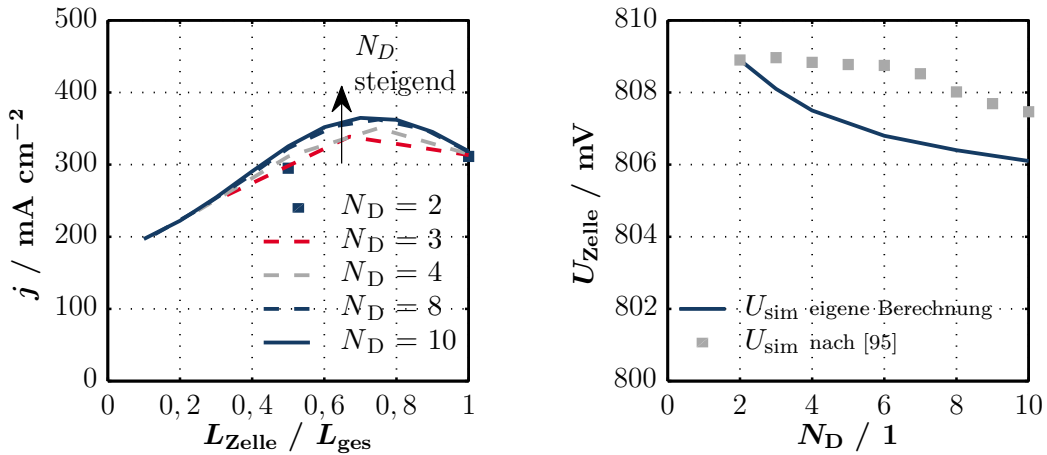 500
400
300
200
100
0
j / mA cm⁻²
0
0,2
0,4
0,6
0,8
1
L_Zelle / L_ges
N_D
steigend
N_D = 2
N_D = 3
N_D = 4
N_D = 8
N_D = 10
810
808
806
804
802
800
U_Zelle / mV
2
4
6
8
10
N_D / 1
U_sim eigene Berechnung
U_sim nach [95]